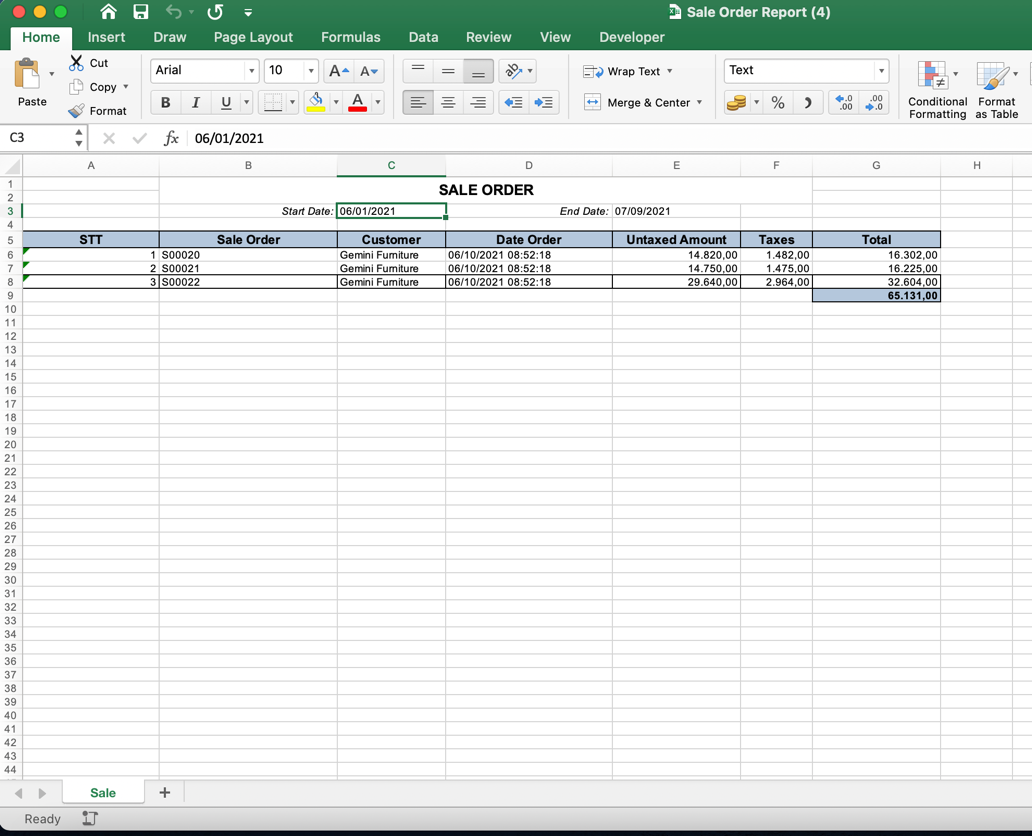 Sale Order Report (4)
Home Insert Draw Page Layout Formulas Data Review View Developer
Paste
Cut
Copy
Format
Arial 10 A A
B I U A
ab
Wrap Text
Merge & Center
Text
% .0 .00 .00 .0
Conditional Formatting
Format as Table
C3 fx 06/01/2021
A B C D E F G H
1 SALE ORDER
2
3 Start Date: 06/01/2021 End Date: 07/09/2021
4
5 STT Sale Order Customer Date Order Untaxed Amount Taxes Total
6 1 S00020 Gemini Furniture 06/10/2021 08:52:18 14.820,00 1.482,00 16.302,00
7 2 S00021 Gemini Furniture 06/10/2021 08:52:18 14.750,00 1.475,00 16.225,00
8 3 S00022 Gemini Furniture 06/10/2021 08:52:18 29.640,00 2.964,00 32.604,00
9 65.131,00
10
11
12
13
14
15
16
17
18
19
20
21
22
23
24
25
26
27
28
29
30
31
32
33
34
35
36
37
38
39
40
41
42
43
44
Sale +
Ready